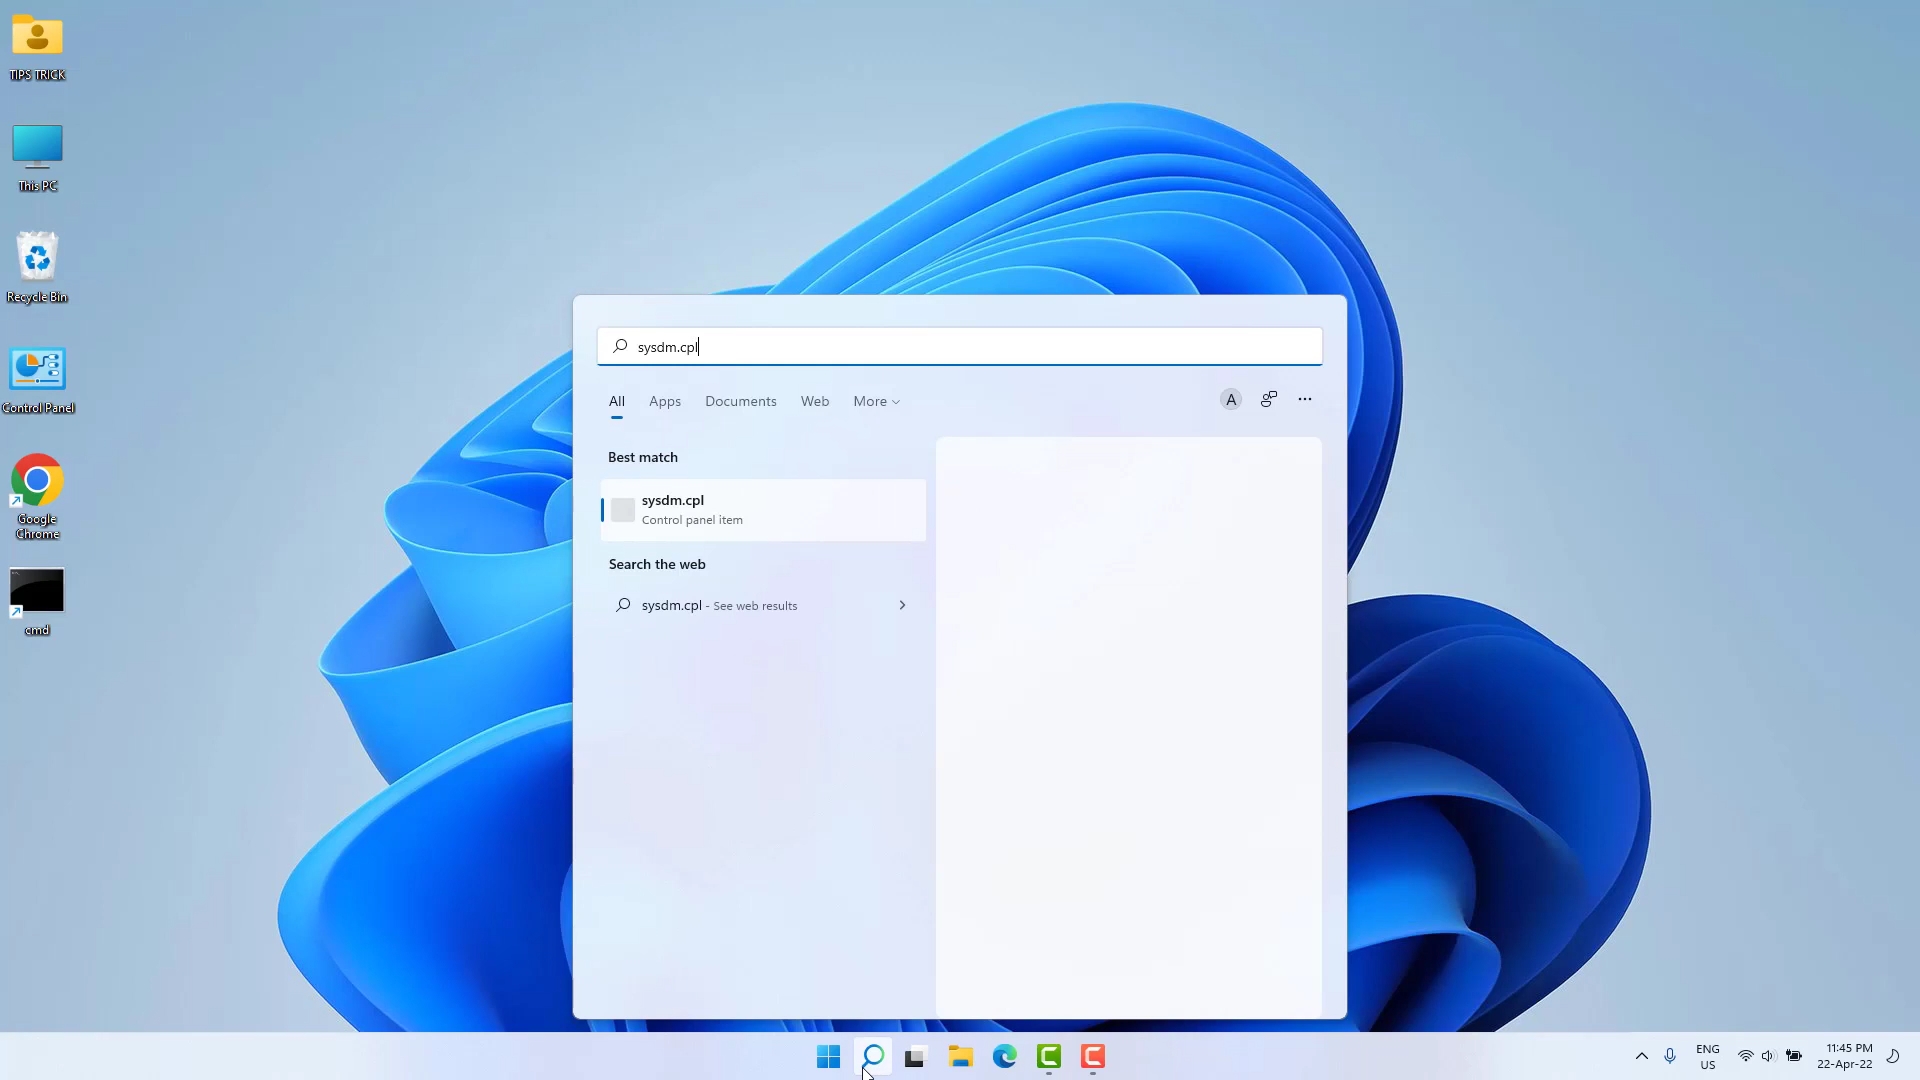 TIPS TRICK
This PC
Recycle Bin
Control Panel
Google
Chrome
cmd
sysdm.cpl
All Apps Documents Web More
A
Best match
sysdm.cpl
Control panel item
Search the web
sysdm.cpl - See web results
ENG
US
11:45 PM
22-Apr-22